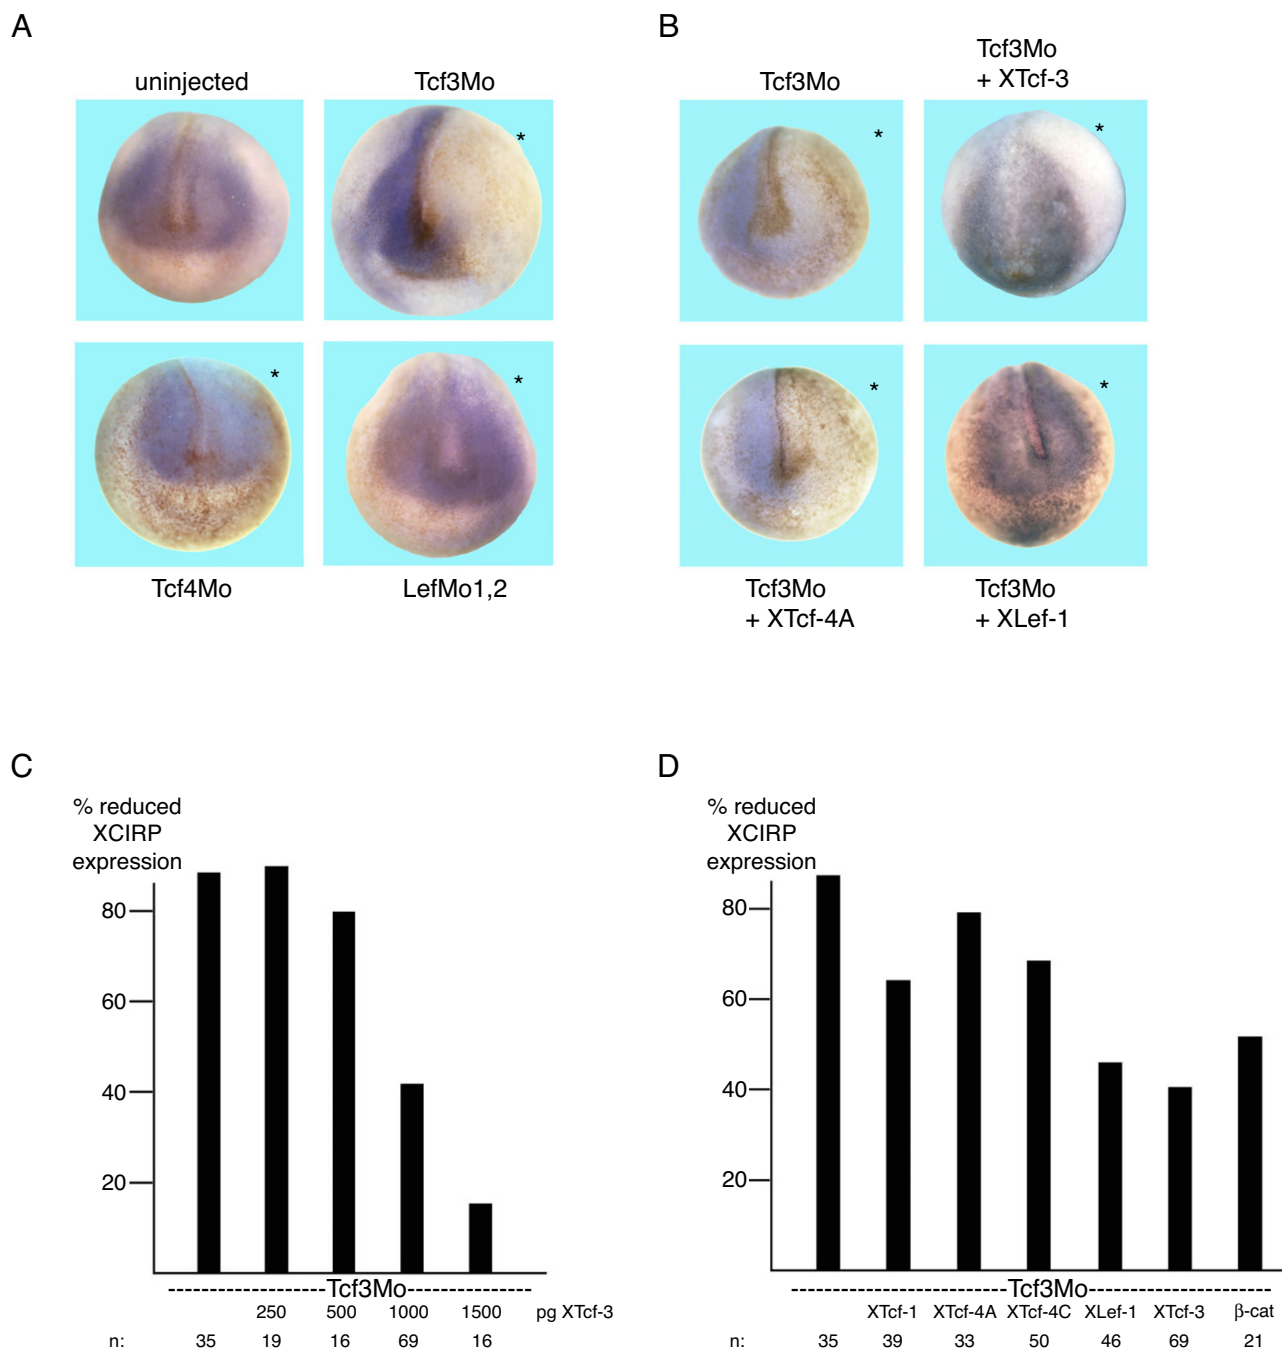 A
B
uninjected
Tcf3Mo
Tcf3Mo
Tcf3Mo
+ XTcf-3
*
*
*
*
*
*
*
Tcf4Mo
LefMo1,2
Tcf3Mo
+ XTcf-4A
Tcf3Mo
+ XLef-1
C
% reduced
XCIRP
expression
80
60
40
20
Tcf3Mo
250 500 1000 1500 pg XTcf-3
n: 35 19 16 69 16
D
% reduced
XCIRP
expression
80
60
40
20
Tcf3Mo
XTcf-1 XTcf-4A XTcf-4C XLef-1 XTcf-3 β-cat
n: 35 39 33 50 46 69 21